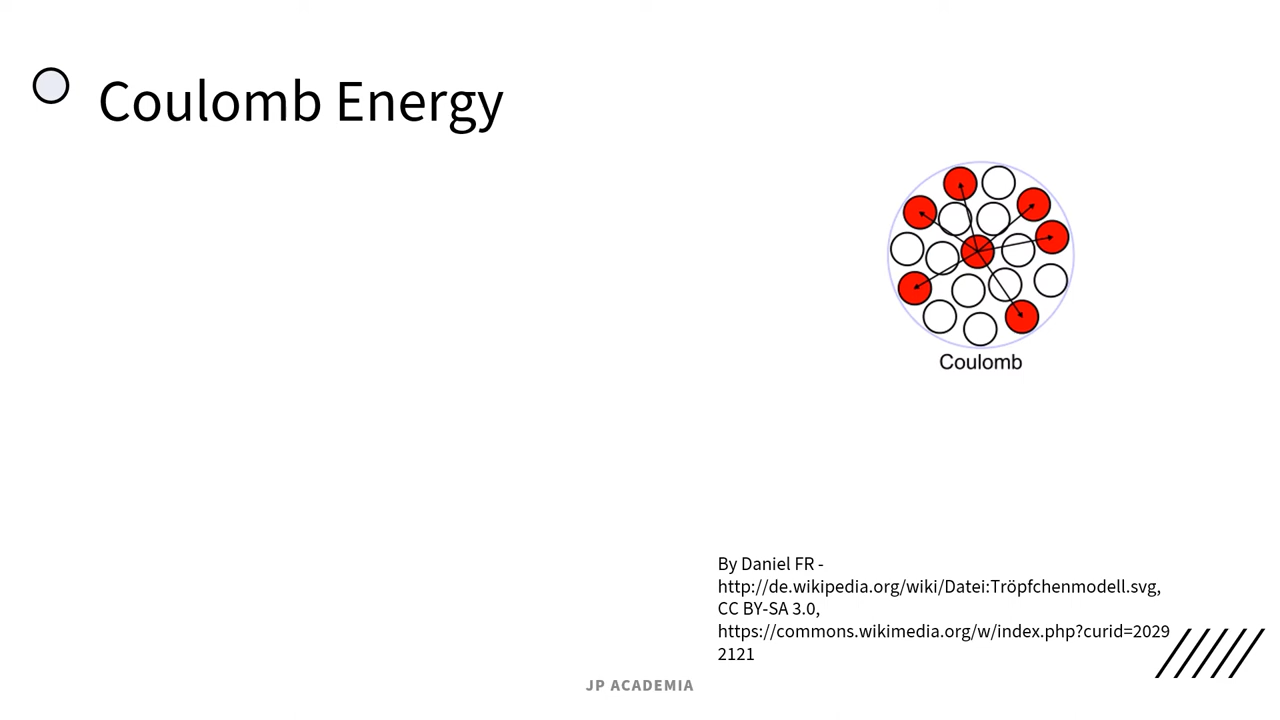 Coulomb Energy
Coulomb
By Daniel FR -
http://de.wikipedia.org/wiki/Datei:Tröpfchenmodell.svg,
CC BY-SA 3.0,
https://commons.wikimedia.org/w/index.php?curid=2029
2121
JP ACADEMIA